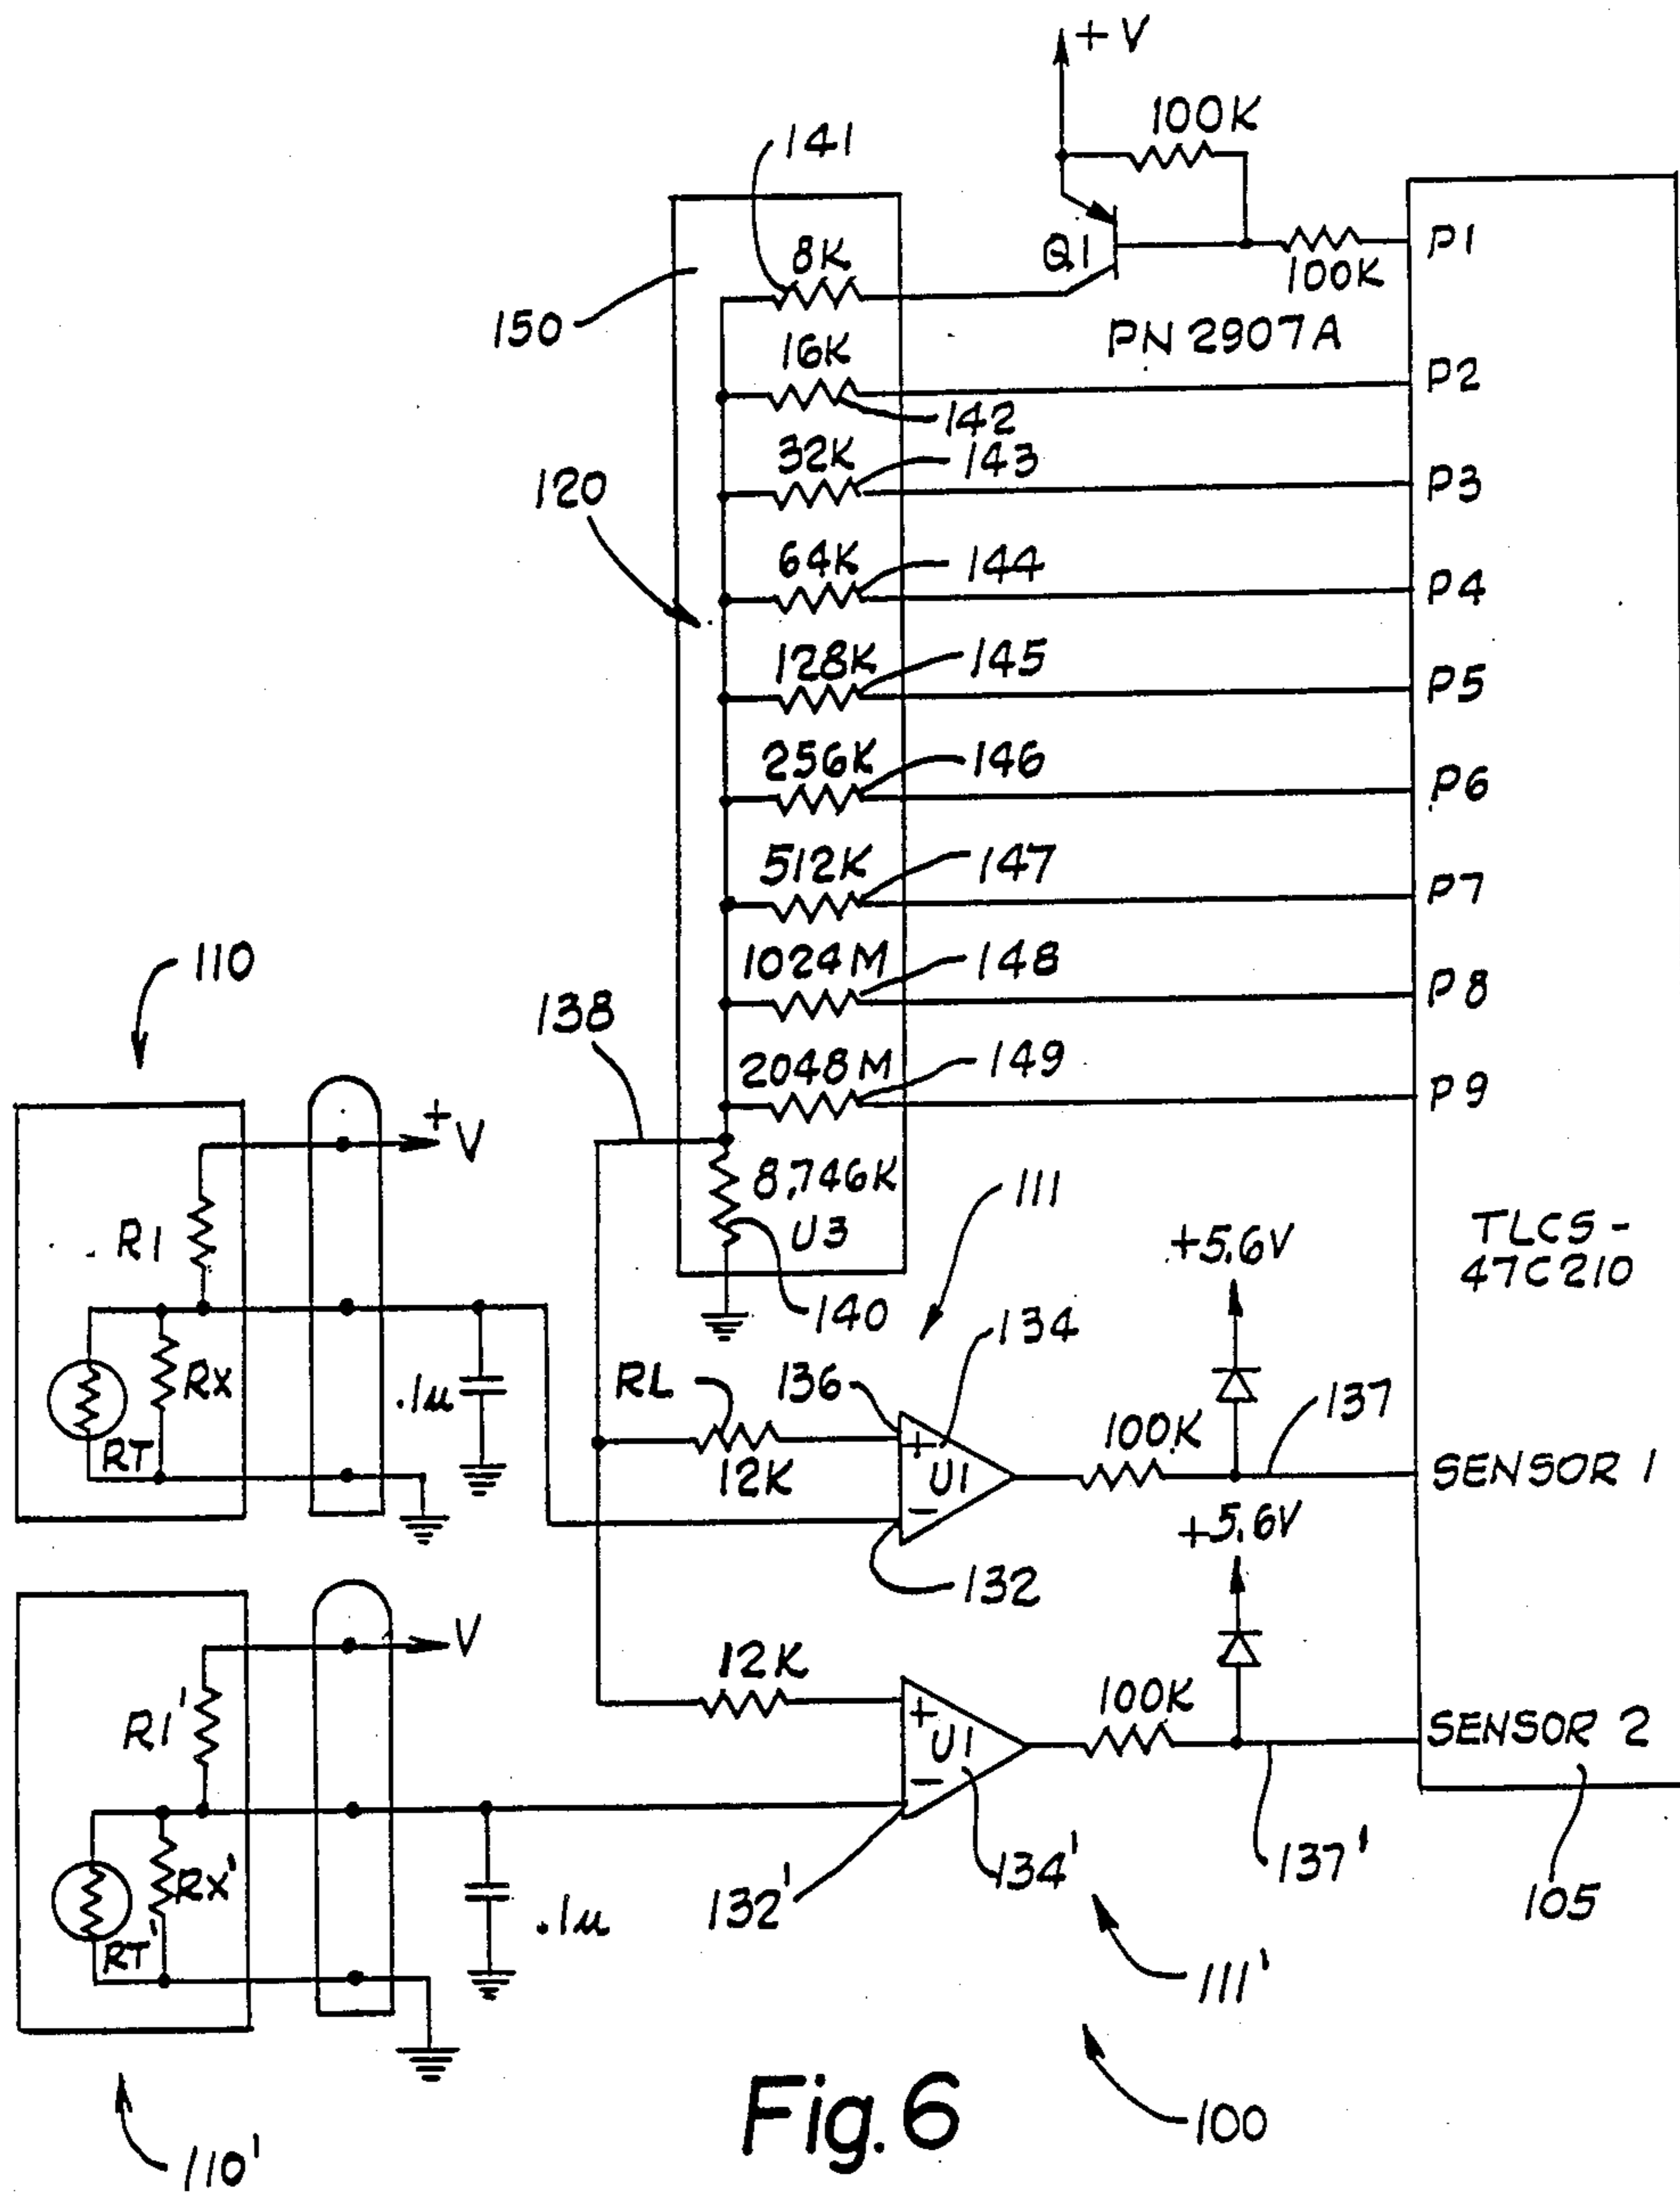 +V
100K
141
P1
8K
Q1
100K
150
PN 2907A
16K
P2
142
32K
143
P3
120
64K
144
P4
128K
145
P5
256K
146
P6
512K
147
P7
110
1024M
148
P8
138
2048M
149
P9
+V
8,746K
111
R1
U3
+5.6V
TLCS-
47C210
140
134
RX
.1µ
RL
136
137
RT
12K
+
U1
-
100K
SENSOR 1
+5.6V
132
V
12K
R1'
100K
+
U1
-
SENSOR 2
RX'
134'
137'
132'
.1µ
105
RT'
111'
Fig.6
100
110'